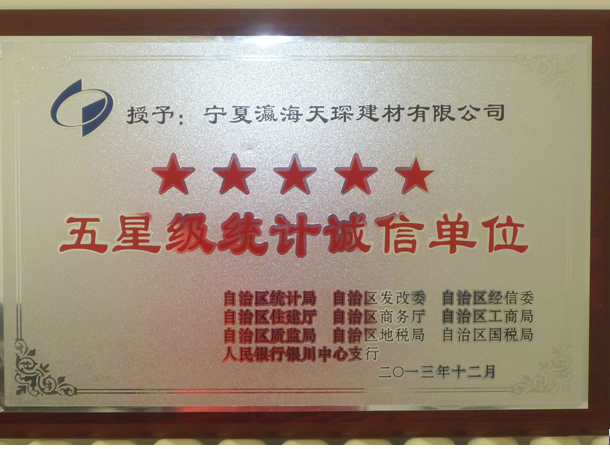 授予：宁夏瀛海天琛建材有限公司
★★★★★
五星级统计诚信单位
自治区统计局 自治区发改委 自治区经信委
自治区住建厅 自治区商务厅 自治区工商局
自治区质监局 自治区地税局 自治区国税局
人民银行银川中心支行
二〇一三年十二月